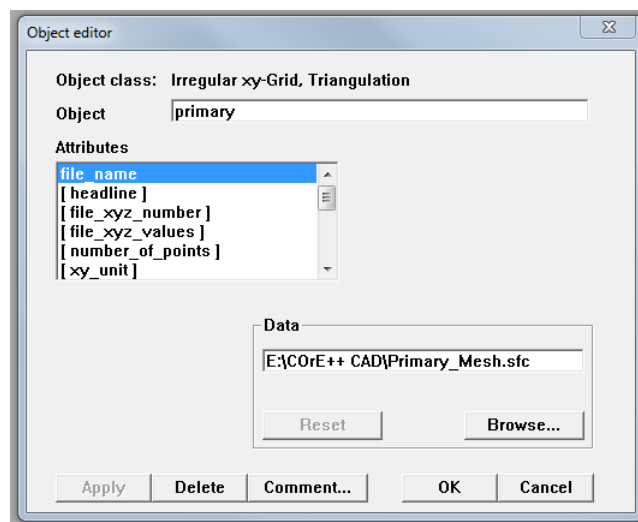 Object editor
Object class: Irregular xy-Grid, Triangulation
Object primary
Attributes
file_name
[ headline ]
[ file_xyz_number ]
[ file_xyz_values ]
[ number_of_points ]
[ xy_unit ]
Data
E:\COrE++ CAD\Primary_Mesh.sfc
Reset Browse...
Apply Delete Comment... OK Cancel